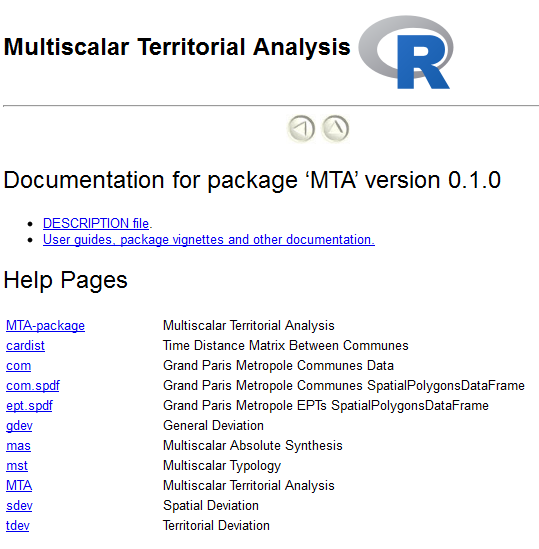 Multiscalar Territorial Analysis R
Documentation for package ‘MTA’ version 0.1.0
DESCRIPTION file.
User guides, package vignettes and other documentation.
Help Pages
MTA-package Multiscalar Territorial Analysis
cardist Time Distance Matrix Between Communes
com Grand Paris Metropole Communes Data
com.spdf Grand Paris Metropole Communes SpatialPolygonsDataFrame
ept.spdf Grand Paris Metropole EPTs SpatialPolygonsDataFrame
gdev General Deviation
mas Multiscalar Absolute Synthesis
mst Multiscalar Typology
MTA Multiscalar Territorial Analysis
sdev Spatial Deviation
tdev Territorial Deviation